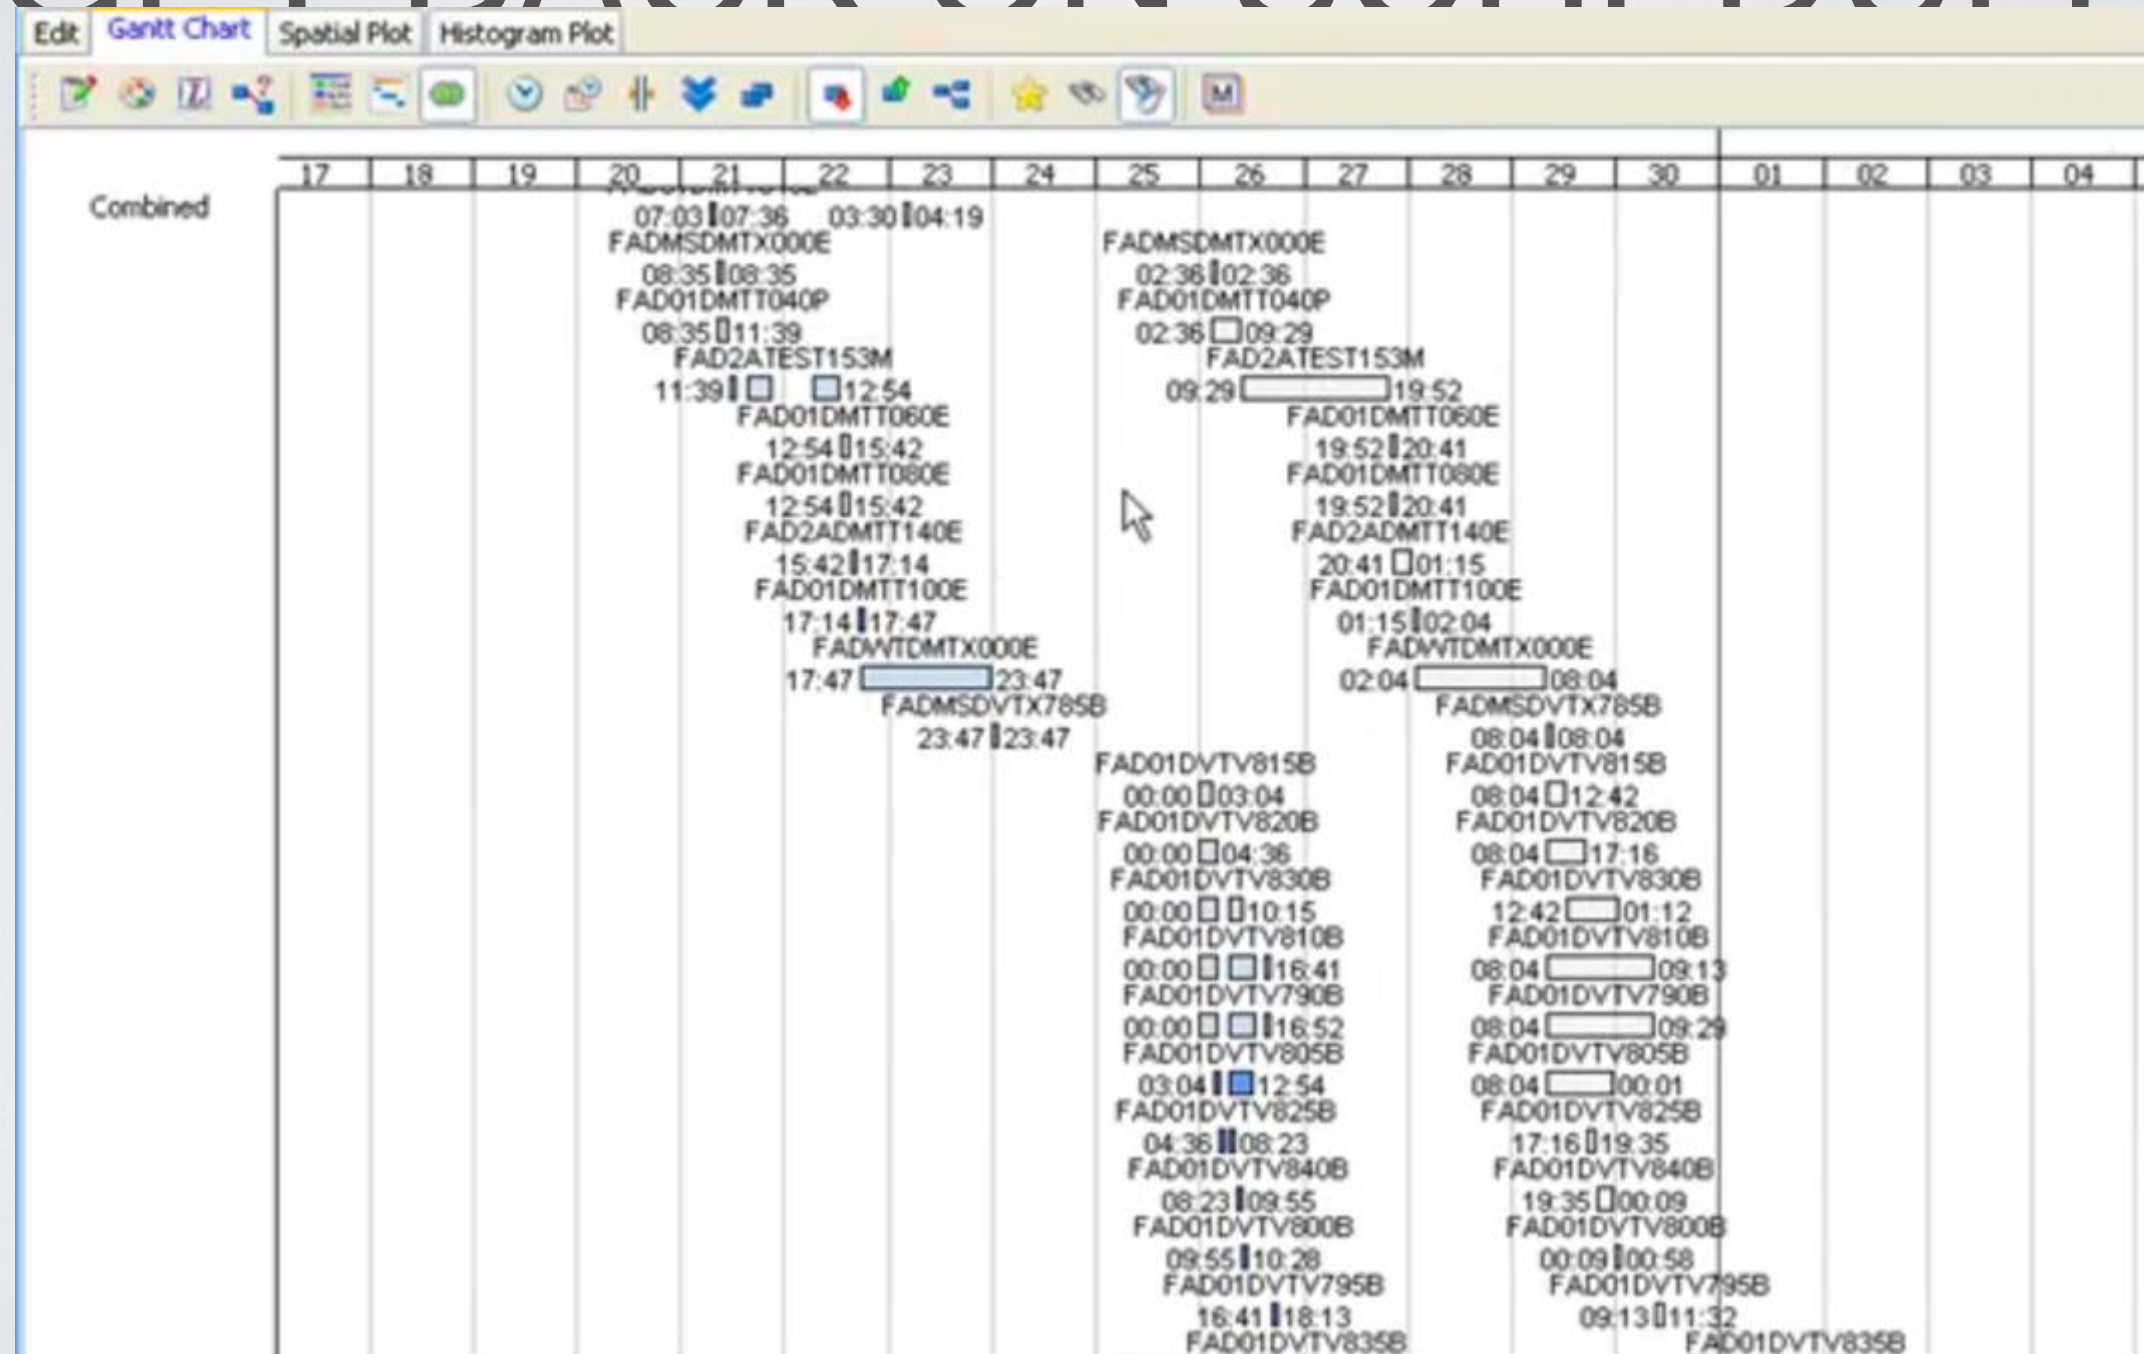 Edit Gantt Chart Spatial Plot Histogram Plot
M
17 18 19 20 21 22 23 24 25 26 27 28 29 30 01 02 03 04
Combined
07:03 07:36 03:30 04:19
FADMSDMTX000E FADMSDMTX000E
08:35 08:35 02:36 02:36
FAD01DMTT040P FAD01DMTT040P
08:35 11:39 02:36 09:29
FAD2ATEST153M FAD2ATEST153M
11:39 12:54 09:29 19:52
FAD01DMTT060E FAD01DMTT060E
12:54 15:42 19:52 20:41
FAD01DMTT080E FAD01DMTT080E
12:54 15:42 19:52 20:41
FAD2ADMTT140E FAD2ADMTT140E
15:42 17:14 20:41 01:15
FAD01DMTT100E FAD01DMTT100E
17:14 17:47 01:15 02:04
FADWTDMTX000E FADWTDMTX000E
17:47 23:47 02:04 08:04
FADMSDVTX785B FADMSDVTX785B
23:47 23:47 08:04 08:04
FAD01DVTV815B FAD01DVTV815B
00:00 03:04 08:04 12:42
FAD01DVTV820B FAD01DVTV820B
00:00 04:36 08:04 17:16
FAD01DVTV830B FAD01DVTV830B
00:00 10:15 12:42 01:12
FAD01DVTV810B FAD01DVTV810B
00:00 16:41 08:04 09:13
FAD01DVTV790B FAD01DVTV790B
00:00 16:52 08:04 09:29
FAD01DVTV805B FAD01DVTV805B
03:04 12:54 08:04 00:01
FAD01DVTV825B FAD01DVTV825B
04:36 08:23 17:16 19:35
FAD01DVTV840B FAD01DVTV840B
08:23 09:55 19:35 00:09
FAD01DVTV800B FAD01DVTV800B
09:55 10:28 00:09 00:58
FAD01DVTV795B FAD01DVTV795B
16:41 18:13 09:13 11:32
FAD01DVTV835B FAD01DVTV835B